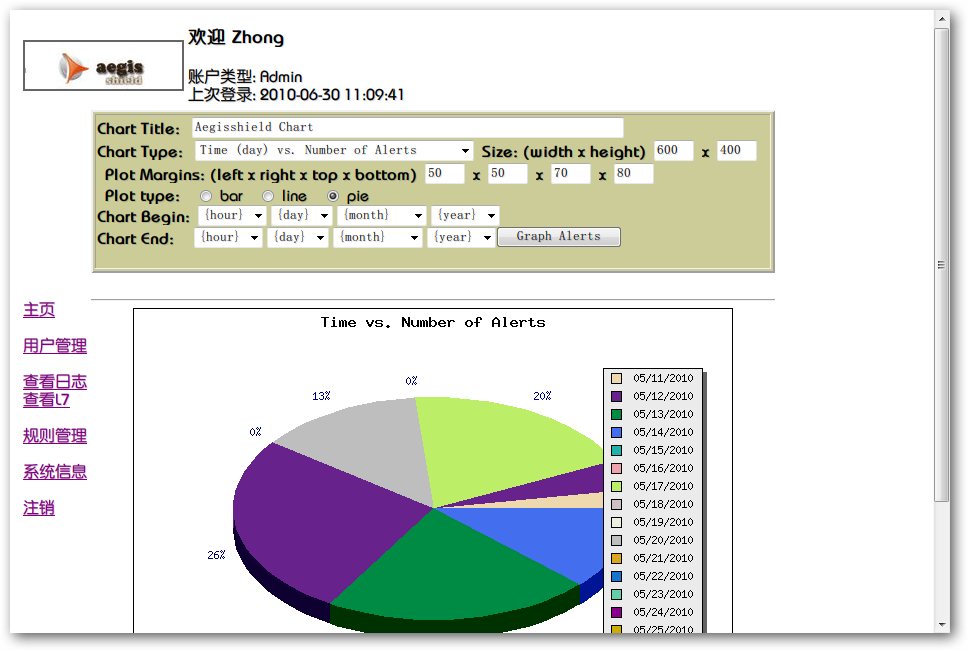 aegis
shield
欢迎 Zhong
账户类型: Admin
上次登录: 2010-06-30 11:09:41
Chart Title: Aegisshield Chart
Chart Type: Time (day) vs. Number of Alerts Size: (width x height) 600 x 400
Plot Margins: (left x right x top x bottom) 50 x 50 x 70 x 80
Plot type: bar line pie
Chart Begin: {hour} {day} {month} {year}
Chart End: {hour} {day} {month} {year} Graph Alerts
主页
用户管理
查看日志
查看L7
规则管理
系统信息
注销
Time vs. Number of Alerts
0%
13%
20%
0%
26%
05/11/2010
05/12/2010
05/13/2010
05/14/2010
05/15/2010
05/16/2010
05/17/2010
05/18/2010
05/19/2010
05/20/2010
05/21/2010
05/22/2010
05/23/2010
05/24/2010
05/25/2010